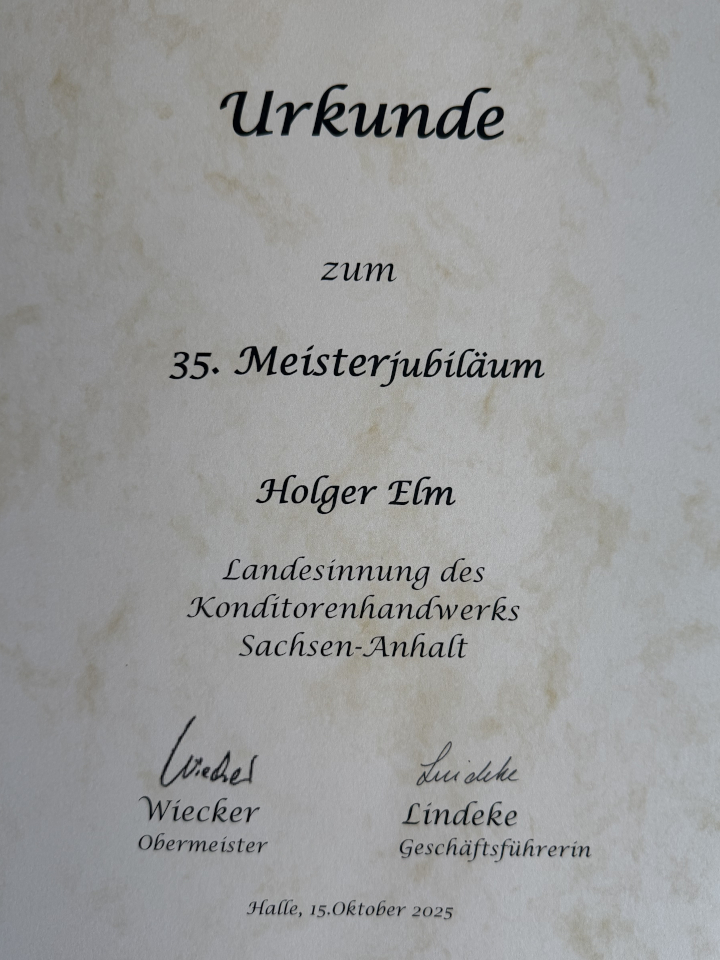 Urkunde
zum
35. Meisterjubiläum
Holger Elm
Landesinnung des
Konditorenhandwerks
Sachsen-Anhalt
Wiecker Lindeke
Wiecker Lindeke
Obermeister Geschäftsführerin
Halle, 15.Oktober 2025